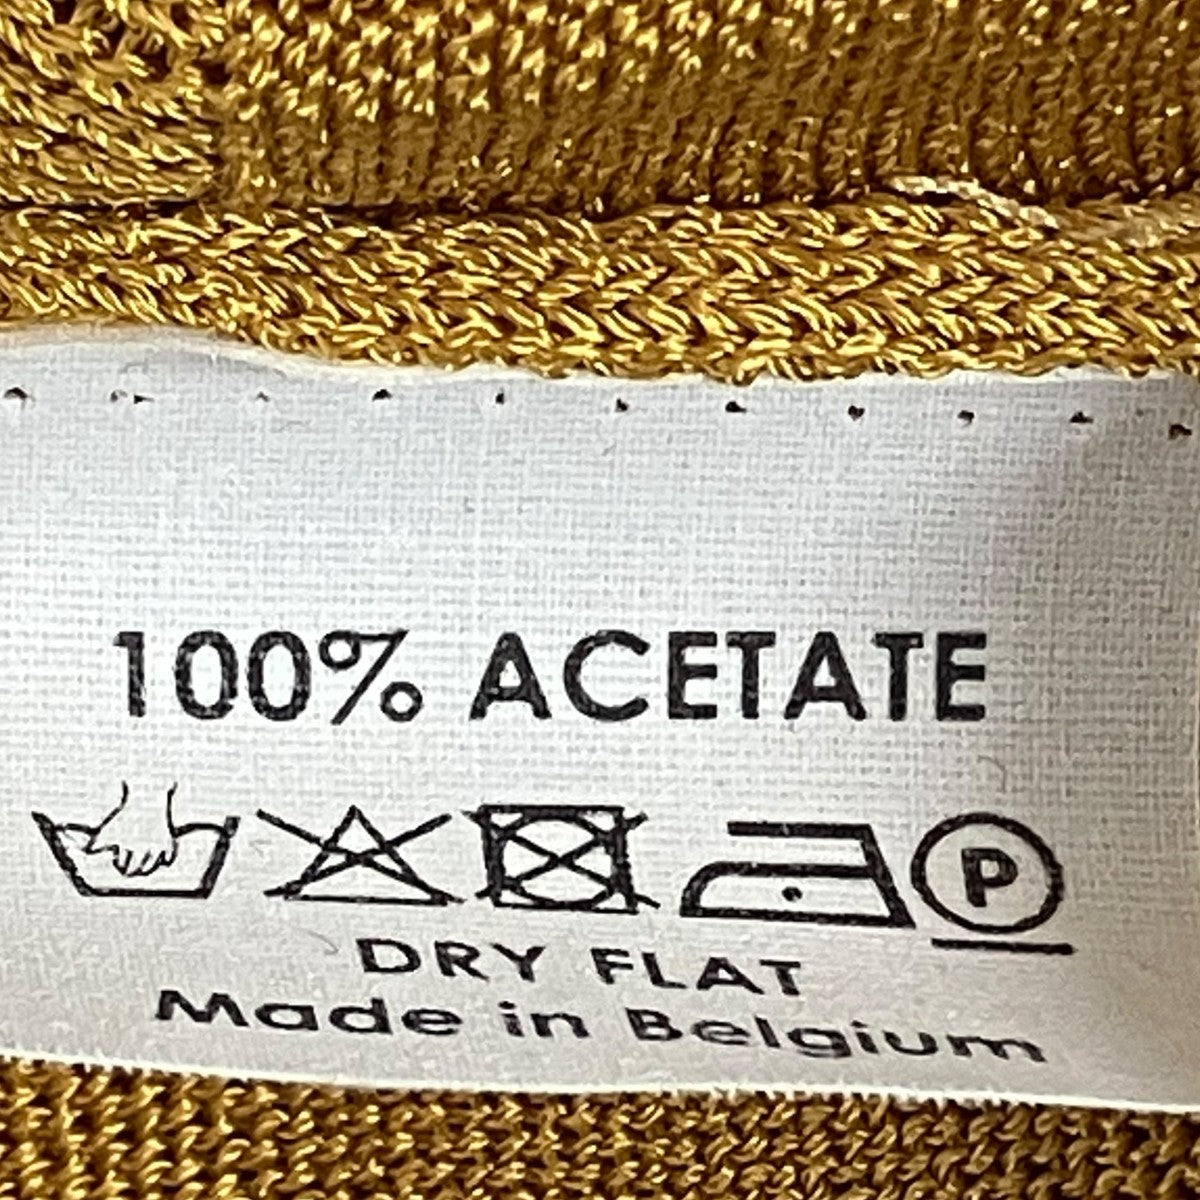 100% ACETATE
P
DRY FLAT
Made in Belgium